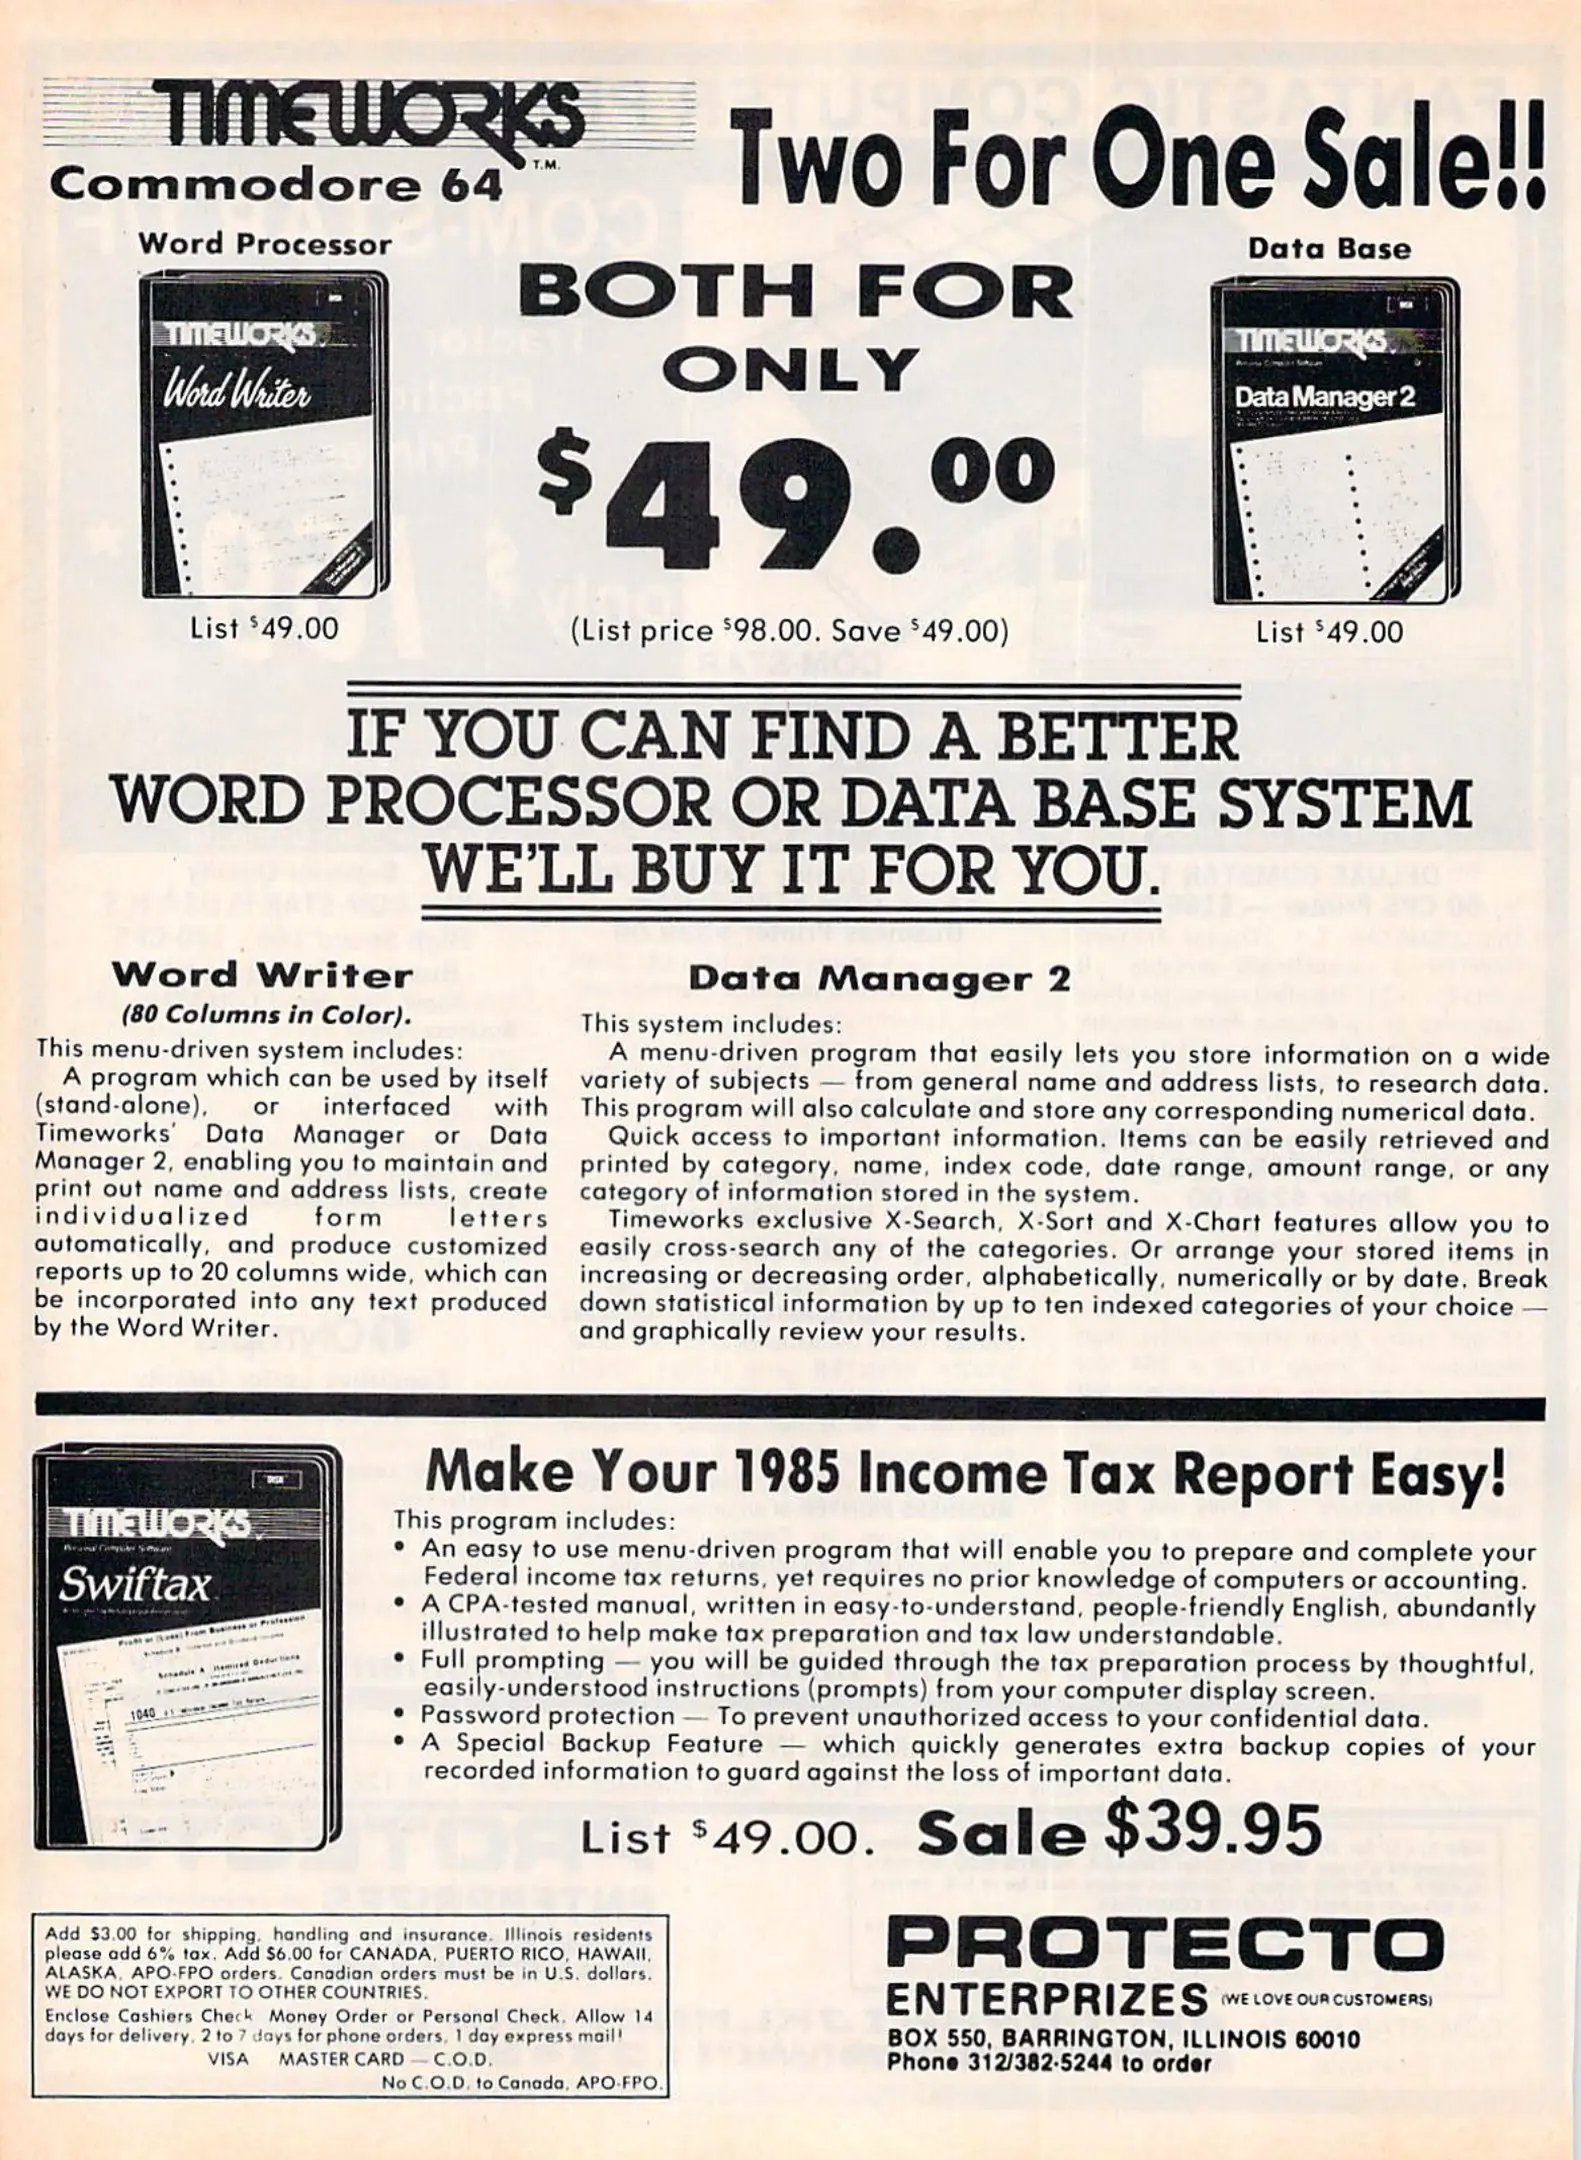 TIMEWORKS
T.M.
Commodore 64
Two For One Sale!!
Word Processor
TIMEWORKS
Word Writer
List $49.00
BOTH FOR
ONLY
$49.00
(List price $98.00. Save $49.00)
Data Base
DISK
TIMEWORKS
Personal Computer Software
Data Manager 2
List $49.00
IF YOU CAN FIND A BETTER
WORD PROCESSOR OR DATA BASE SYSTEM
WE'LL BUY IT FOR YOU.
Word Writer
(80 Columns in Color).
This menu-driven system includes:
A program which can be used by itself
(stand-alone), or interfaced with
Timeworks' Data Manager or Data
Manager 2, enabling you to maintain and
print out name and address lists, create
individualized form letters
automatically, and produce customized
reports up to 20 columns wide, which can
be incorporated into any text produced
by the Word Writer.
Data Manager 2
This system includes:
A menu-driven program that easily lets you store information on a wide
variety of subjects — from general name and address lists, to research data.
This program will also calculate and store any corresponding numerical data.
Quick access to important information. Items can be easily retrieved and
printed by category, name, index code, date range, amount range, or any
category of information stored in the system.
Timeworks exclusive X-Search, X-Sort and X-Chart features allow you to
easily cross-search any of the categories. Or arrange your stored items in
increasing or decreasing order, alphabetically, numerically or by date. Break
down statistical information by up to ten indexed categories of your choice —
and graphically review your results.
DISK
TIMEWORKS
Personal Computer Software
Swiftax
Profit or (Loss) From Business or Profession
Schedule A Itemized Deductions
1040
Make Your 1985 Income Tax Report Easy!
This program includes:
• An easy to use menu-driven program that will enable you to prepare and complete your
Federal income tax returns, yet requires no prior knowledge of computers or accounting.
• A CPA-tested manual, written in easy-to-understand, people-friendly English, abundantly
illustrated to help make tax preparation and tax law understandable.
• Full prompting — you will be guided through the tax preparation process by thoughtful,
easily-understood instructions (prompts) from your computer display screen.
• Password protection — To prevent unauthorized access to your confidential data.
• A Special Backup Feature — which quickly generates extra backup copies of your
recorded information to guard against the loss of important data.
List $49.00. Sale $39.95
Add $3.00 for shipping, handling and insurance. Illinois residents
please add 6% tax. Add $6.00 for CANADA, PUERTO RICO, HAWAII,
ALASKA, APO-FPO orders. Canadian orders must be in U.S. dollars.
WE DO NOT EXPORT TO OTHER COUNTRIES.
Enclose Cashiers Check Money Order or Personal Check. Allow 14
days for delivery, 2 to 7 days for phone orders, 1 day express mail!
VISA MASTER CARD — C.O.D.
No C.O.D. to Canada, APO-FPO.
PROTECTO
ENTERPRIZES (WE LOVE OUR CUSTOMERS)
BOX 550, BARRINGTON, ILLINOIS 60010
Phone 312/382-5244 to order